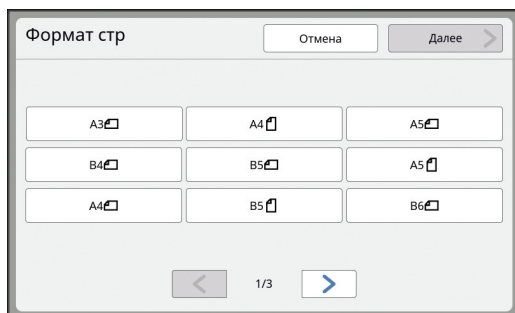 Формат стр Отмена Далее
A3 A4 A5
B4 B5 A5
A4 B5 B6
1/3